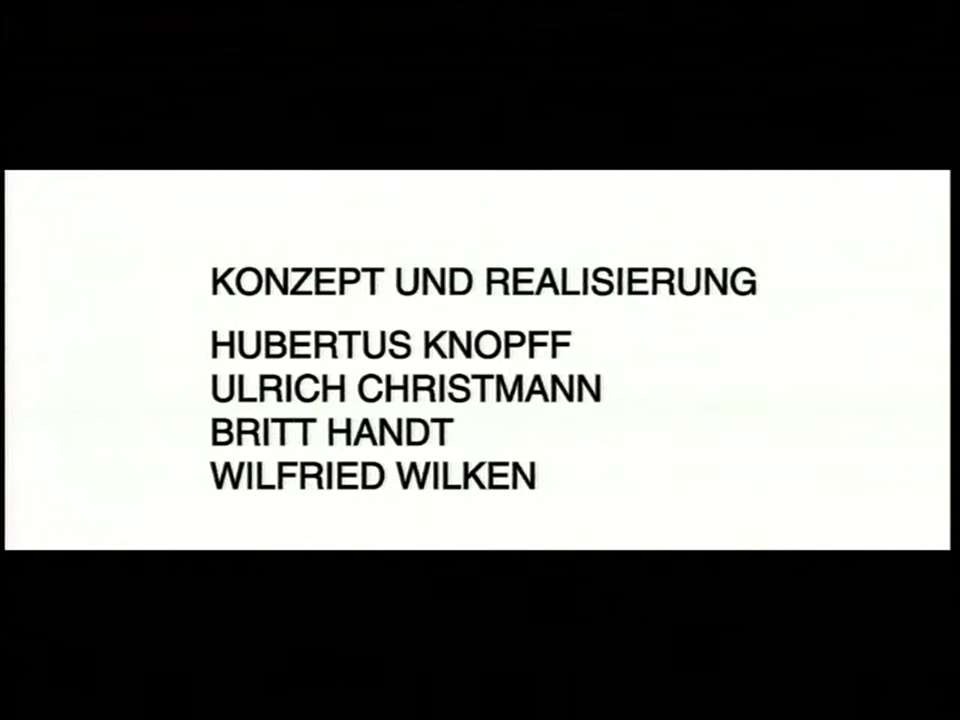 KONZEPT UND REALISIERUNG
HUBERTUS KNOPFF
ULRICH CHRISTMANN
BRITT HANDT
WILFRIED WILKEN